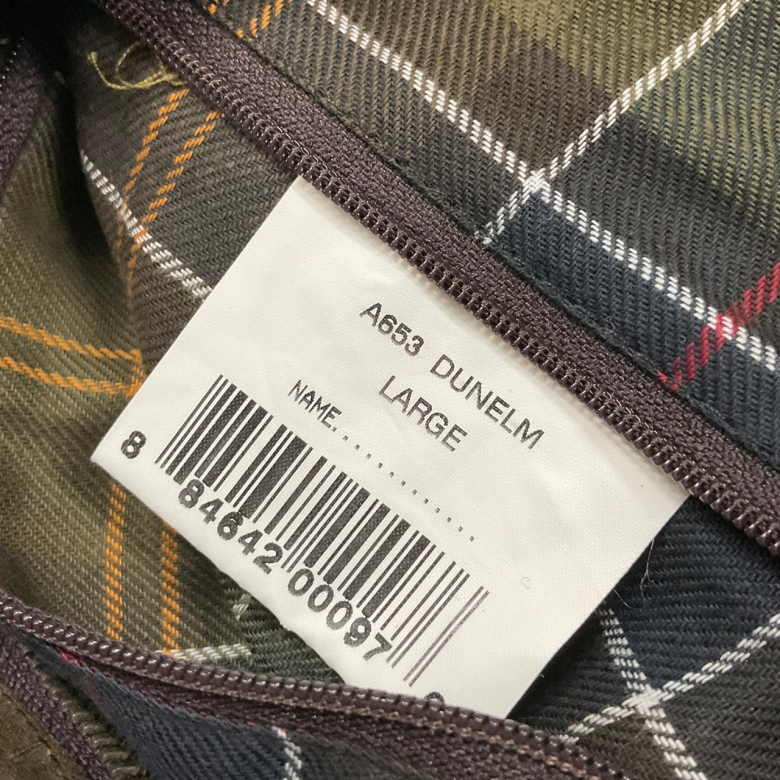 A653 DUNELM
LARGE
NAME.............
8 84642 00097